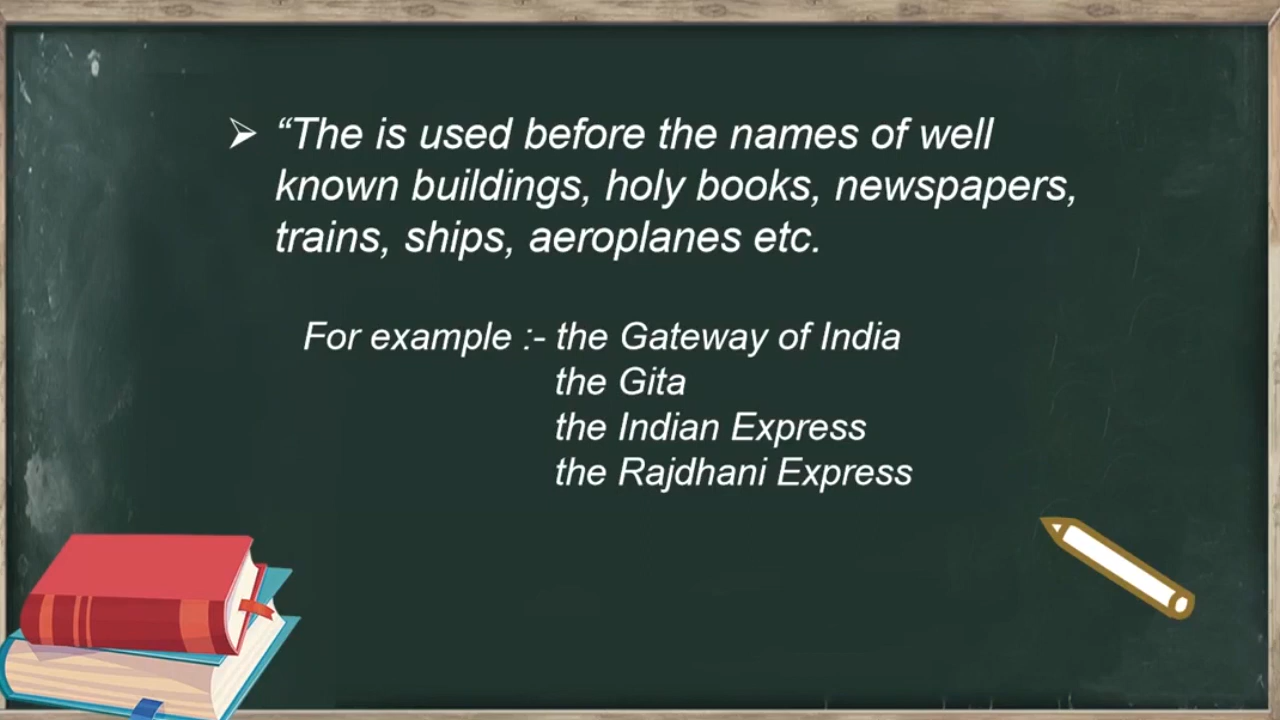 ➢ “The is used before the names of well
known buildings, holy books, newspapers,
trains, ships, aeroplanes etc.
For example :- the Gateway of India
the Gita
the Indian Express
the Rajdhani Express